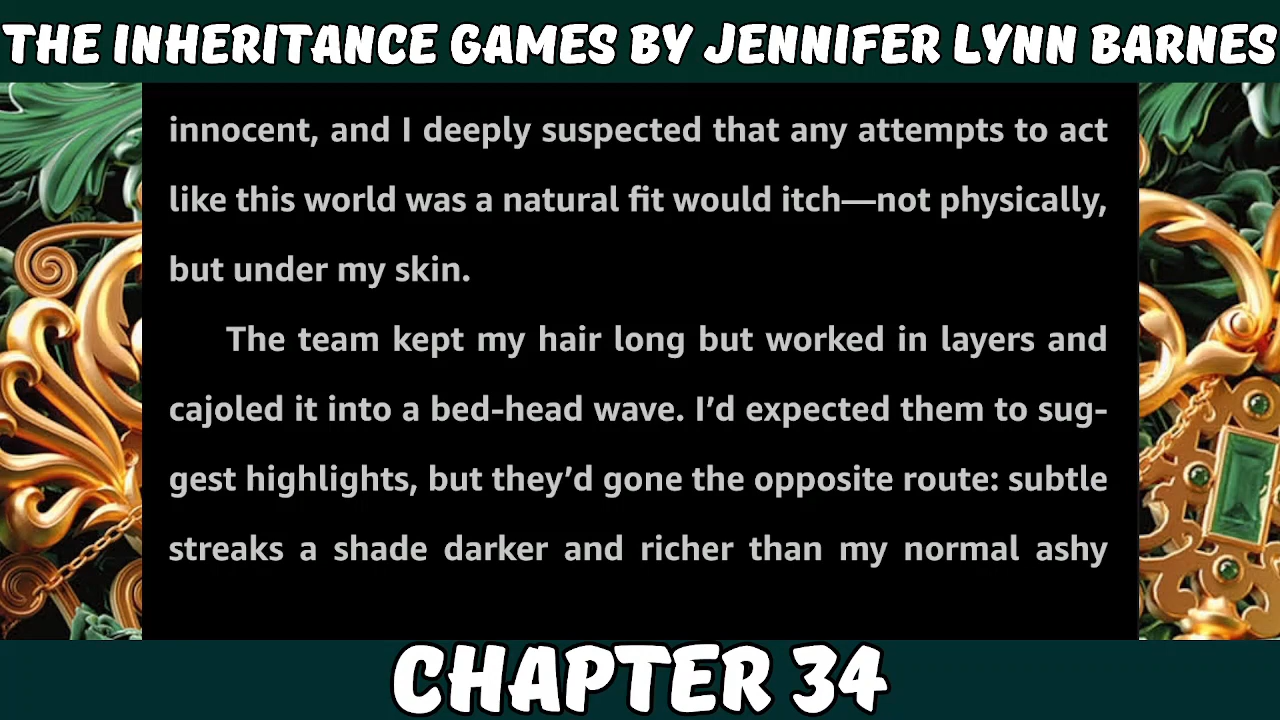 THE INHERITANCE GAMES BY JENNIFER LYNN BARNES
innocent, and I deeply suspected that any attempts to act
like this world was a natural fit would itch—not physically,
but under my skin.
The team kept my hair long but worked in layers and
cajoled it into a bed-head wave. I’d expected them to sug-
gest highlights, but they’d gone the opposite route: subtle
streaks a shade darker and richer than my normal ashy
CHAPTER 34